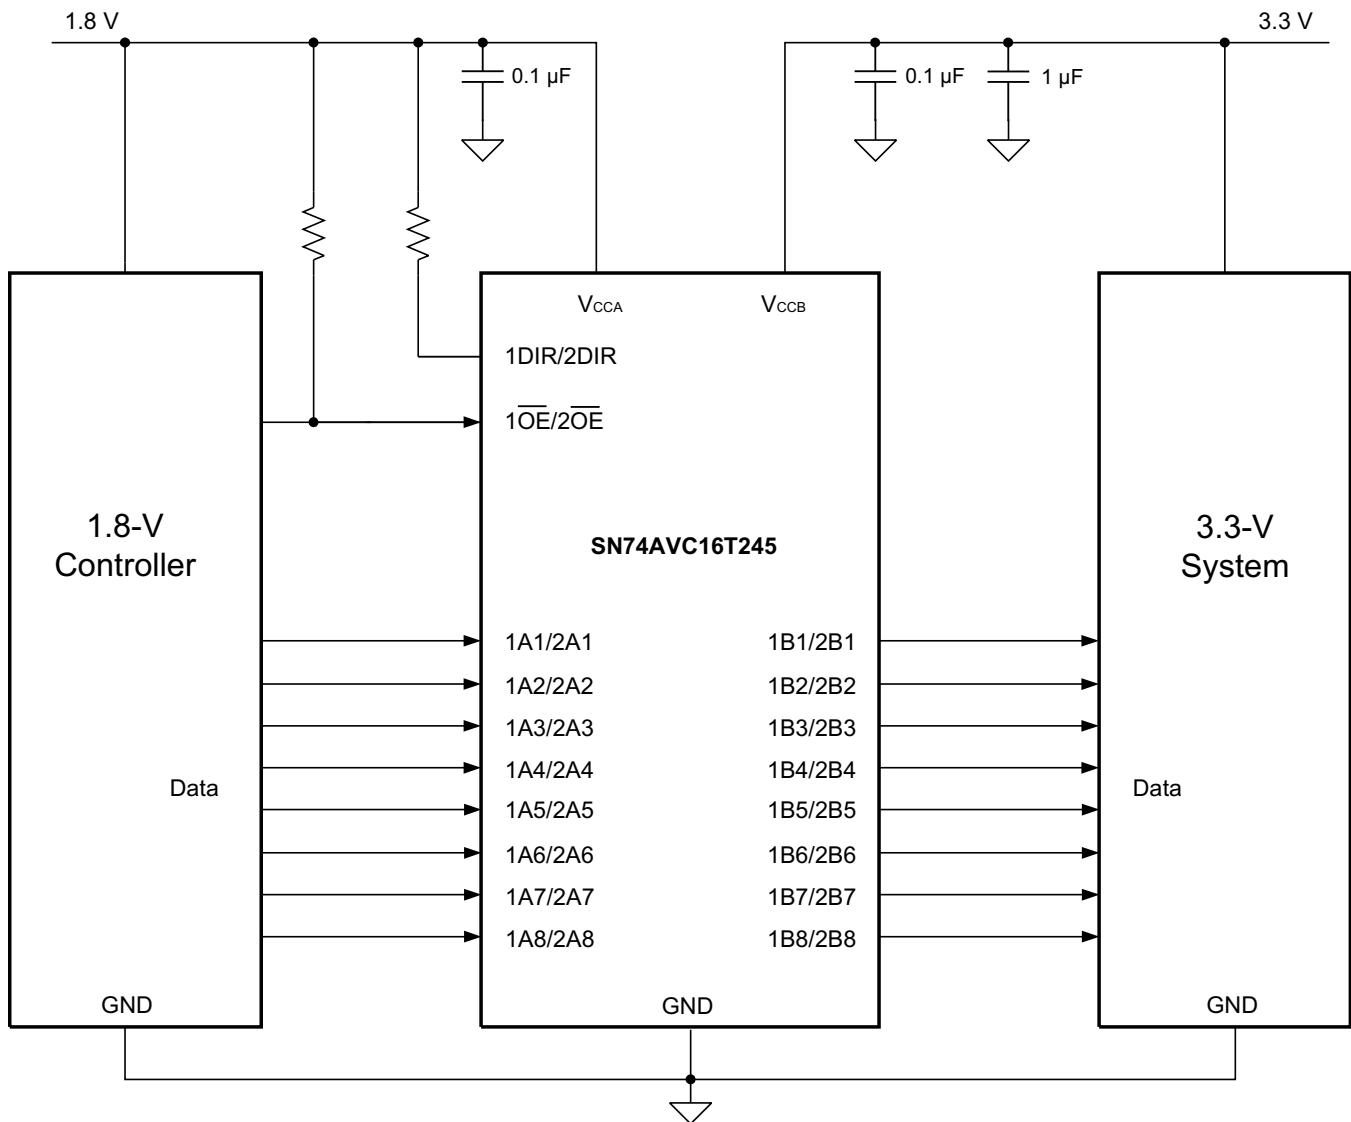 1.8 V
3.3 V
0.1 µF
0.1 µF
1 µF
VCCA
VCCB
1DIR/2DIR
1O̅E̅/2O̅E̅
1.8-V
Controller
SN74AVC16T245
3.3-V
System
1A1/2A1
1B1/2B1
1A2/2A2
1B2/2B2
1A3/2A3
1B3/2B3
1A4/2A4
1B4/2B4
Data
Data
1A5/2A5
1B5/2B5
1A6/2A6
1B6/2B6
1A7/2A7
1B7/2B7
1A8/2A8
1B8/2B8
GND
GND
GND